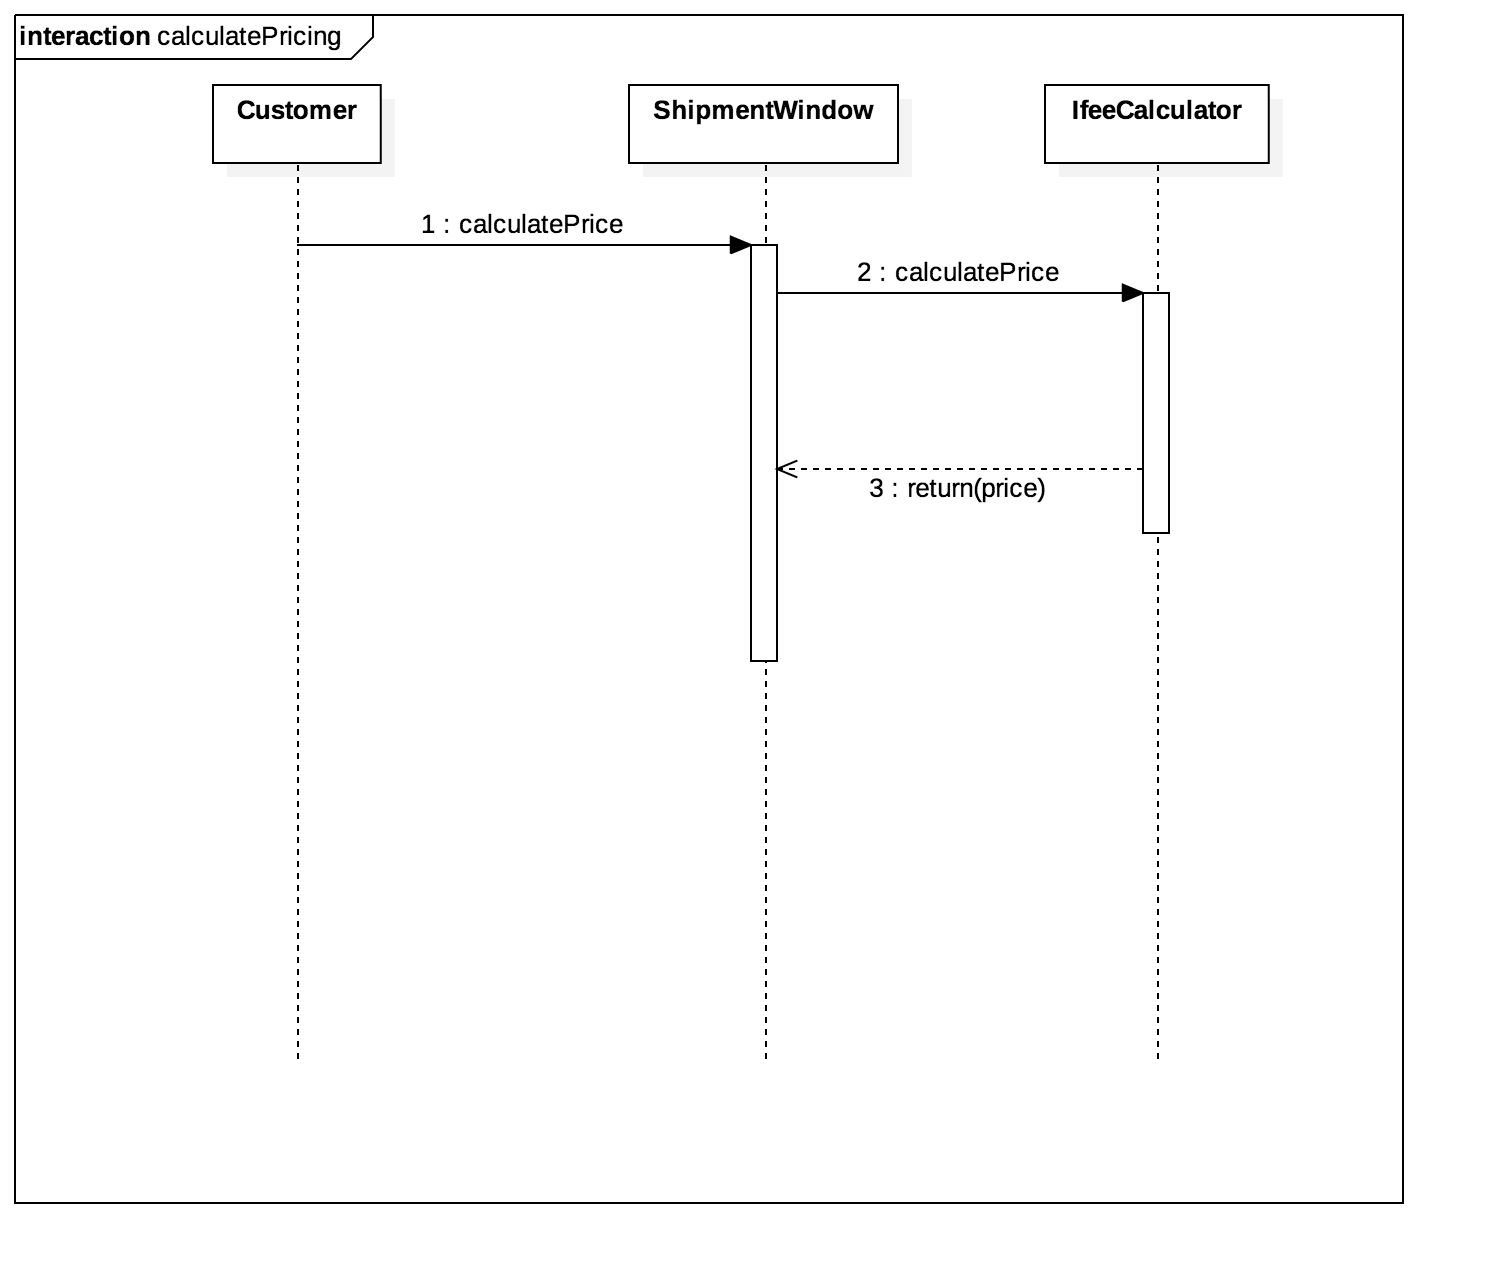 interaction calculatePricing
Customer
ShipmentWindow
IfeeCalculator
1 : calculatePrice
2 : calculatePrice
3 : return(price)